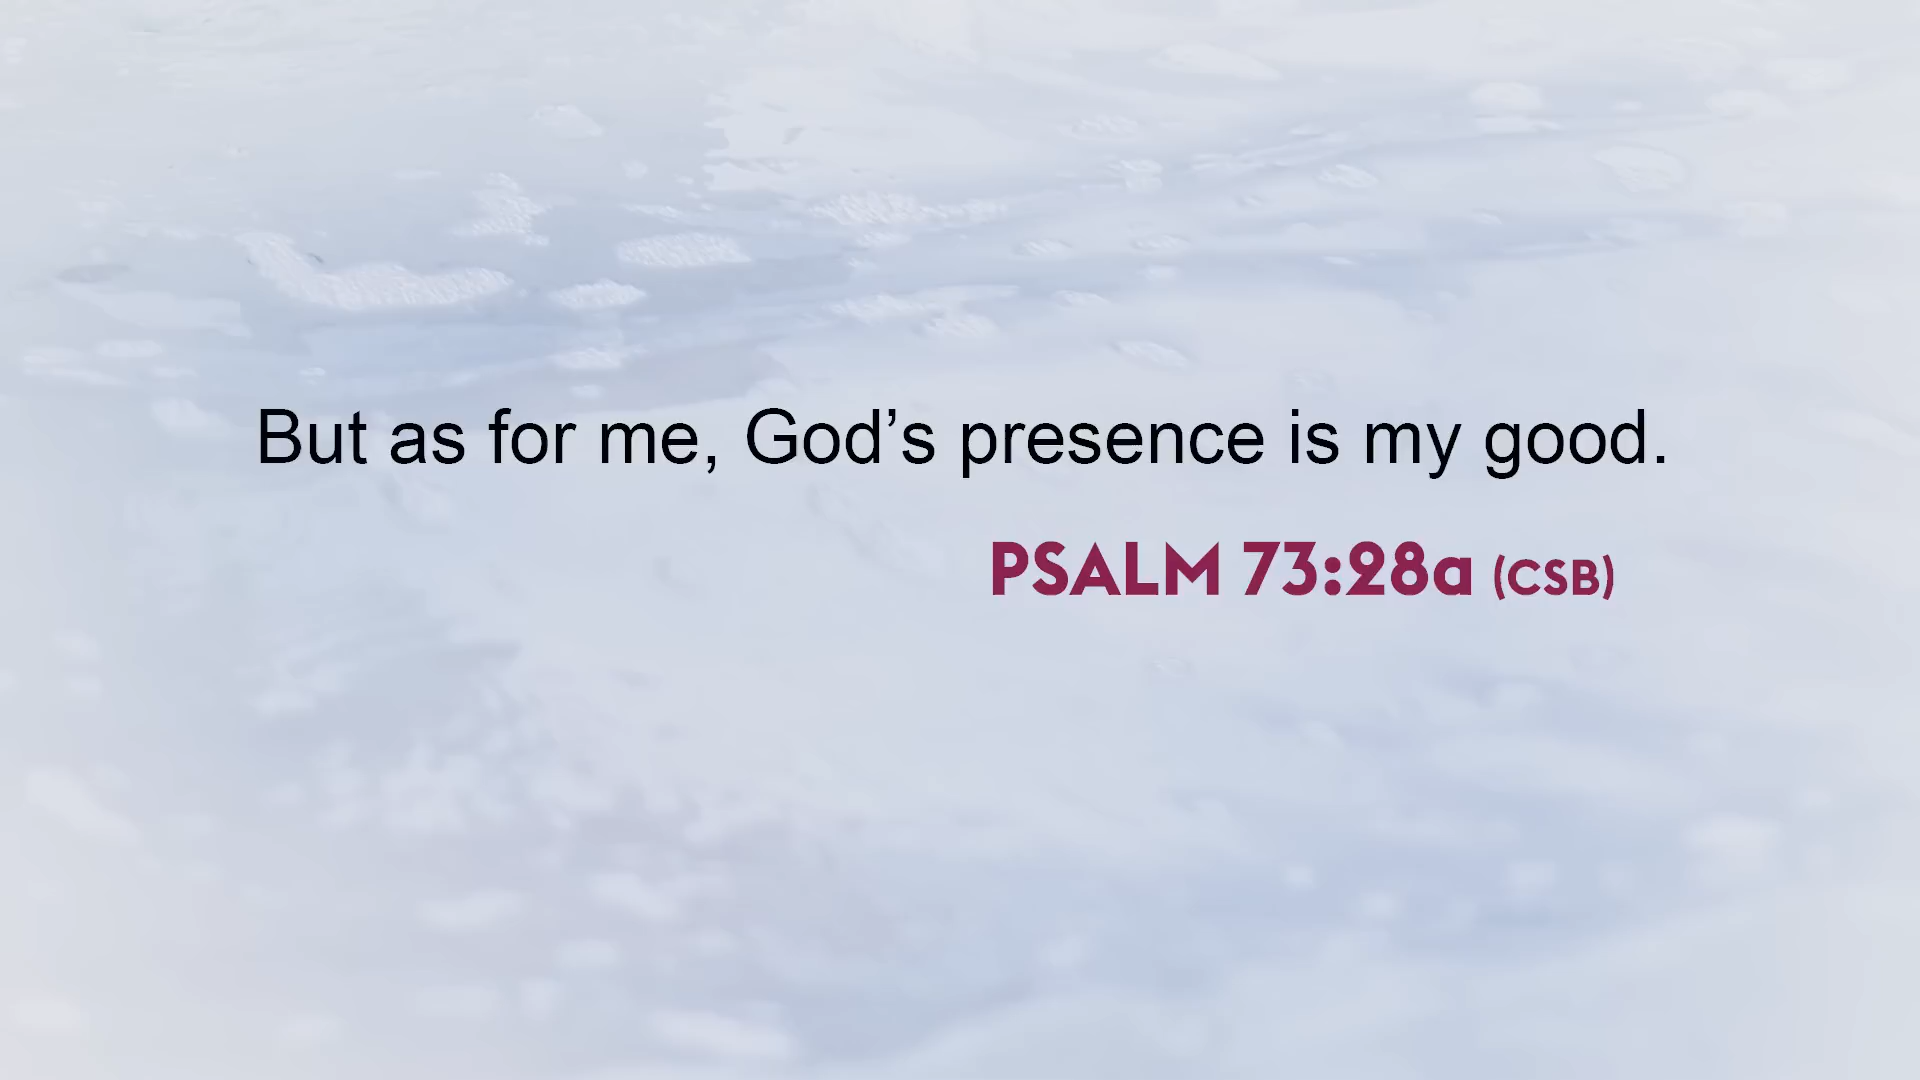 But as for me, God’s presence is my good.
PSALM 73:28a (CSB)